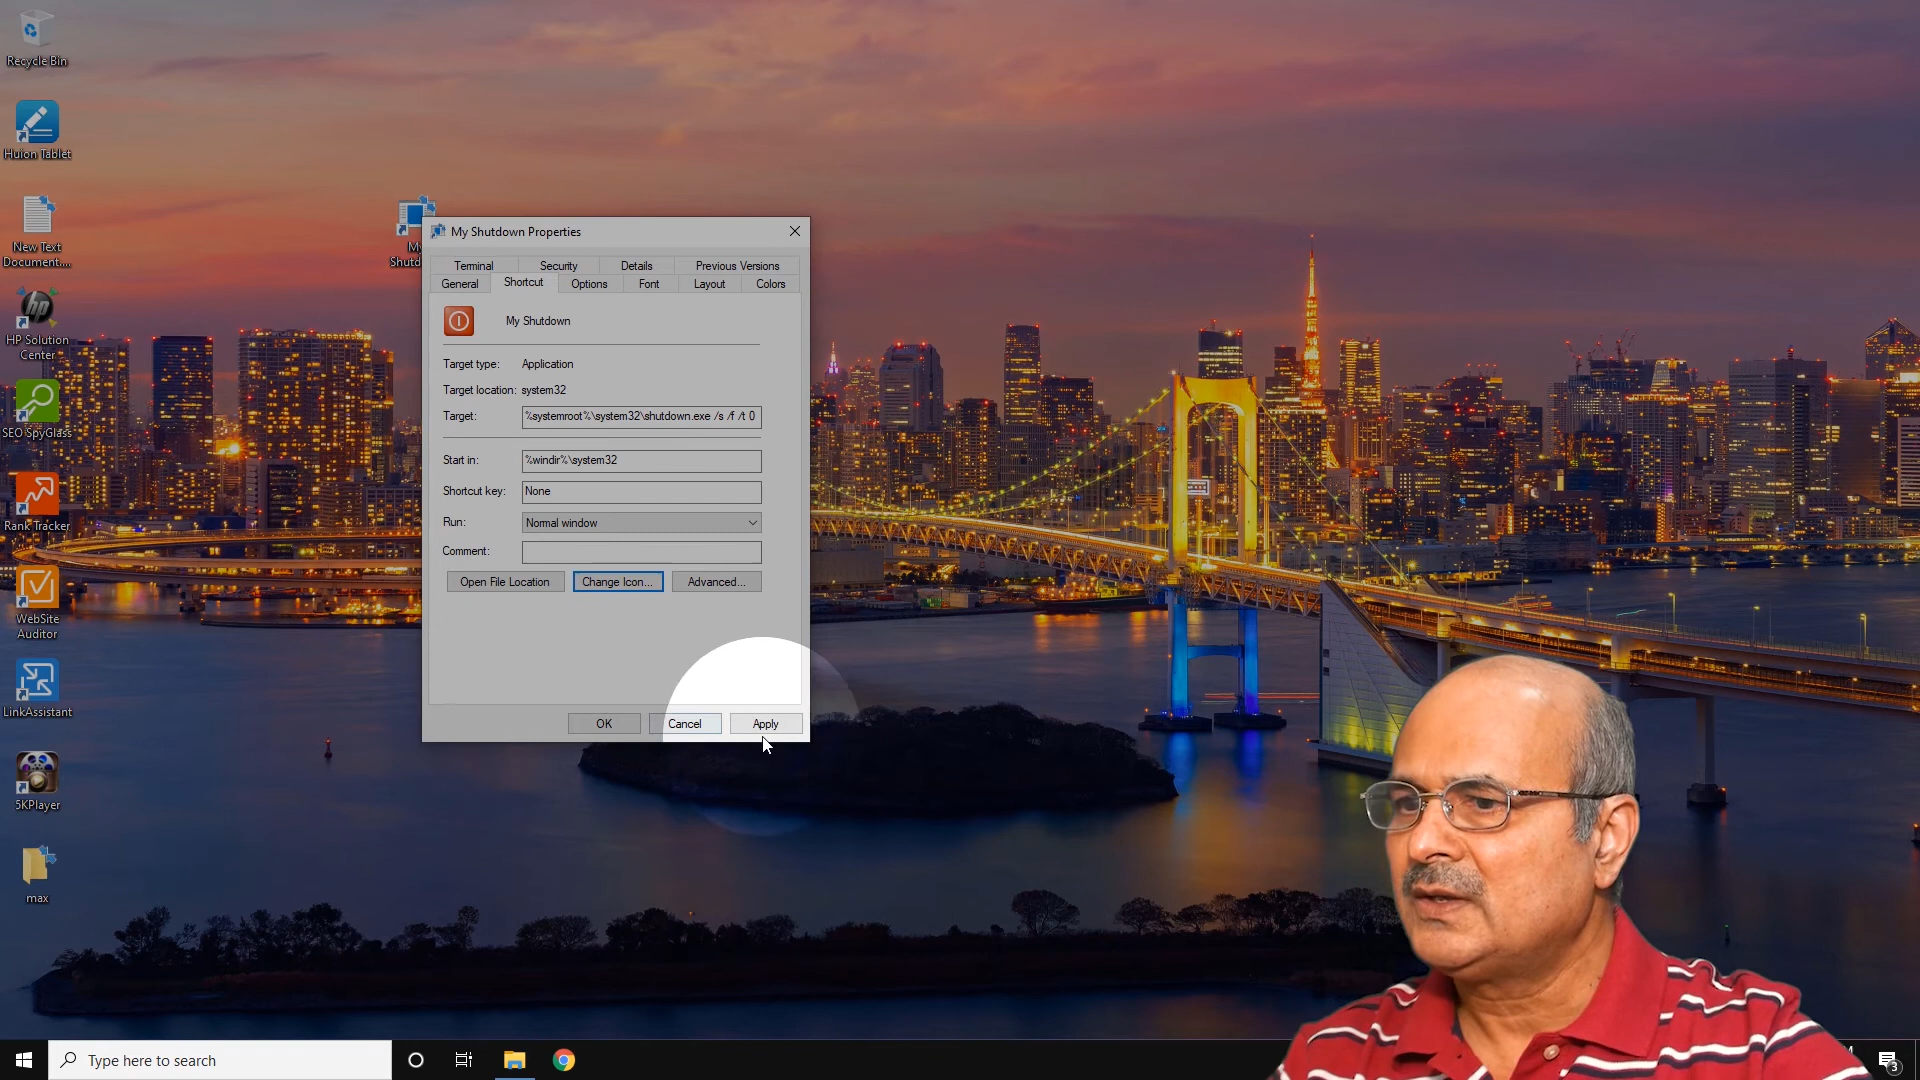 Recycle Bin
Huion Tablet
New Text
Document....
HP Solution
Center
SEO SpyGlass
Rank Tracker
WebSite
Auditor
LinkAssistant
5KPlayer
max
My Shutdown Properties
Terminal Security Details Previous Versions
General Shortcut Options Font Layout Colors
My Shutdown
Target type: Application
Target location: system32
Target: %systemroot%\system32\shutdown.exe /s /f /t 0
Start in: %windir%\system32
Shortcut key: None
Run: Normal window
Comment:
Open File Location Change Icon... Advanced...
OK Cancel Apply
Type here to search
3